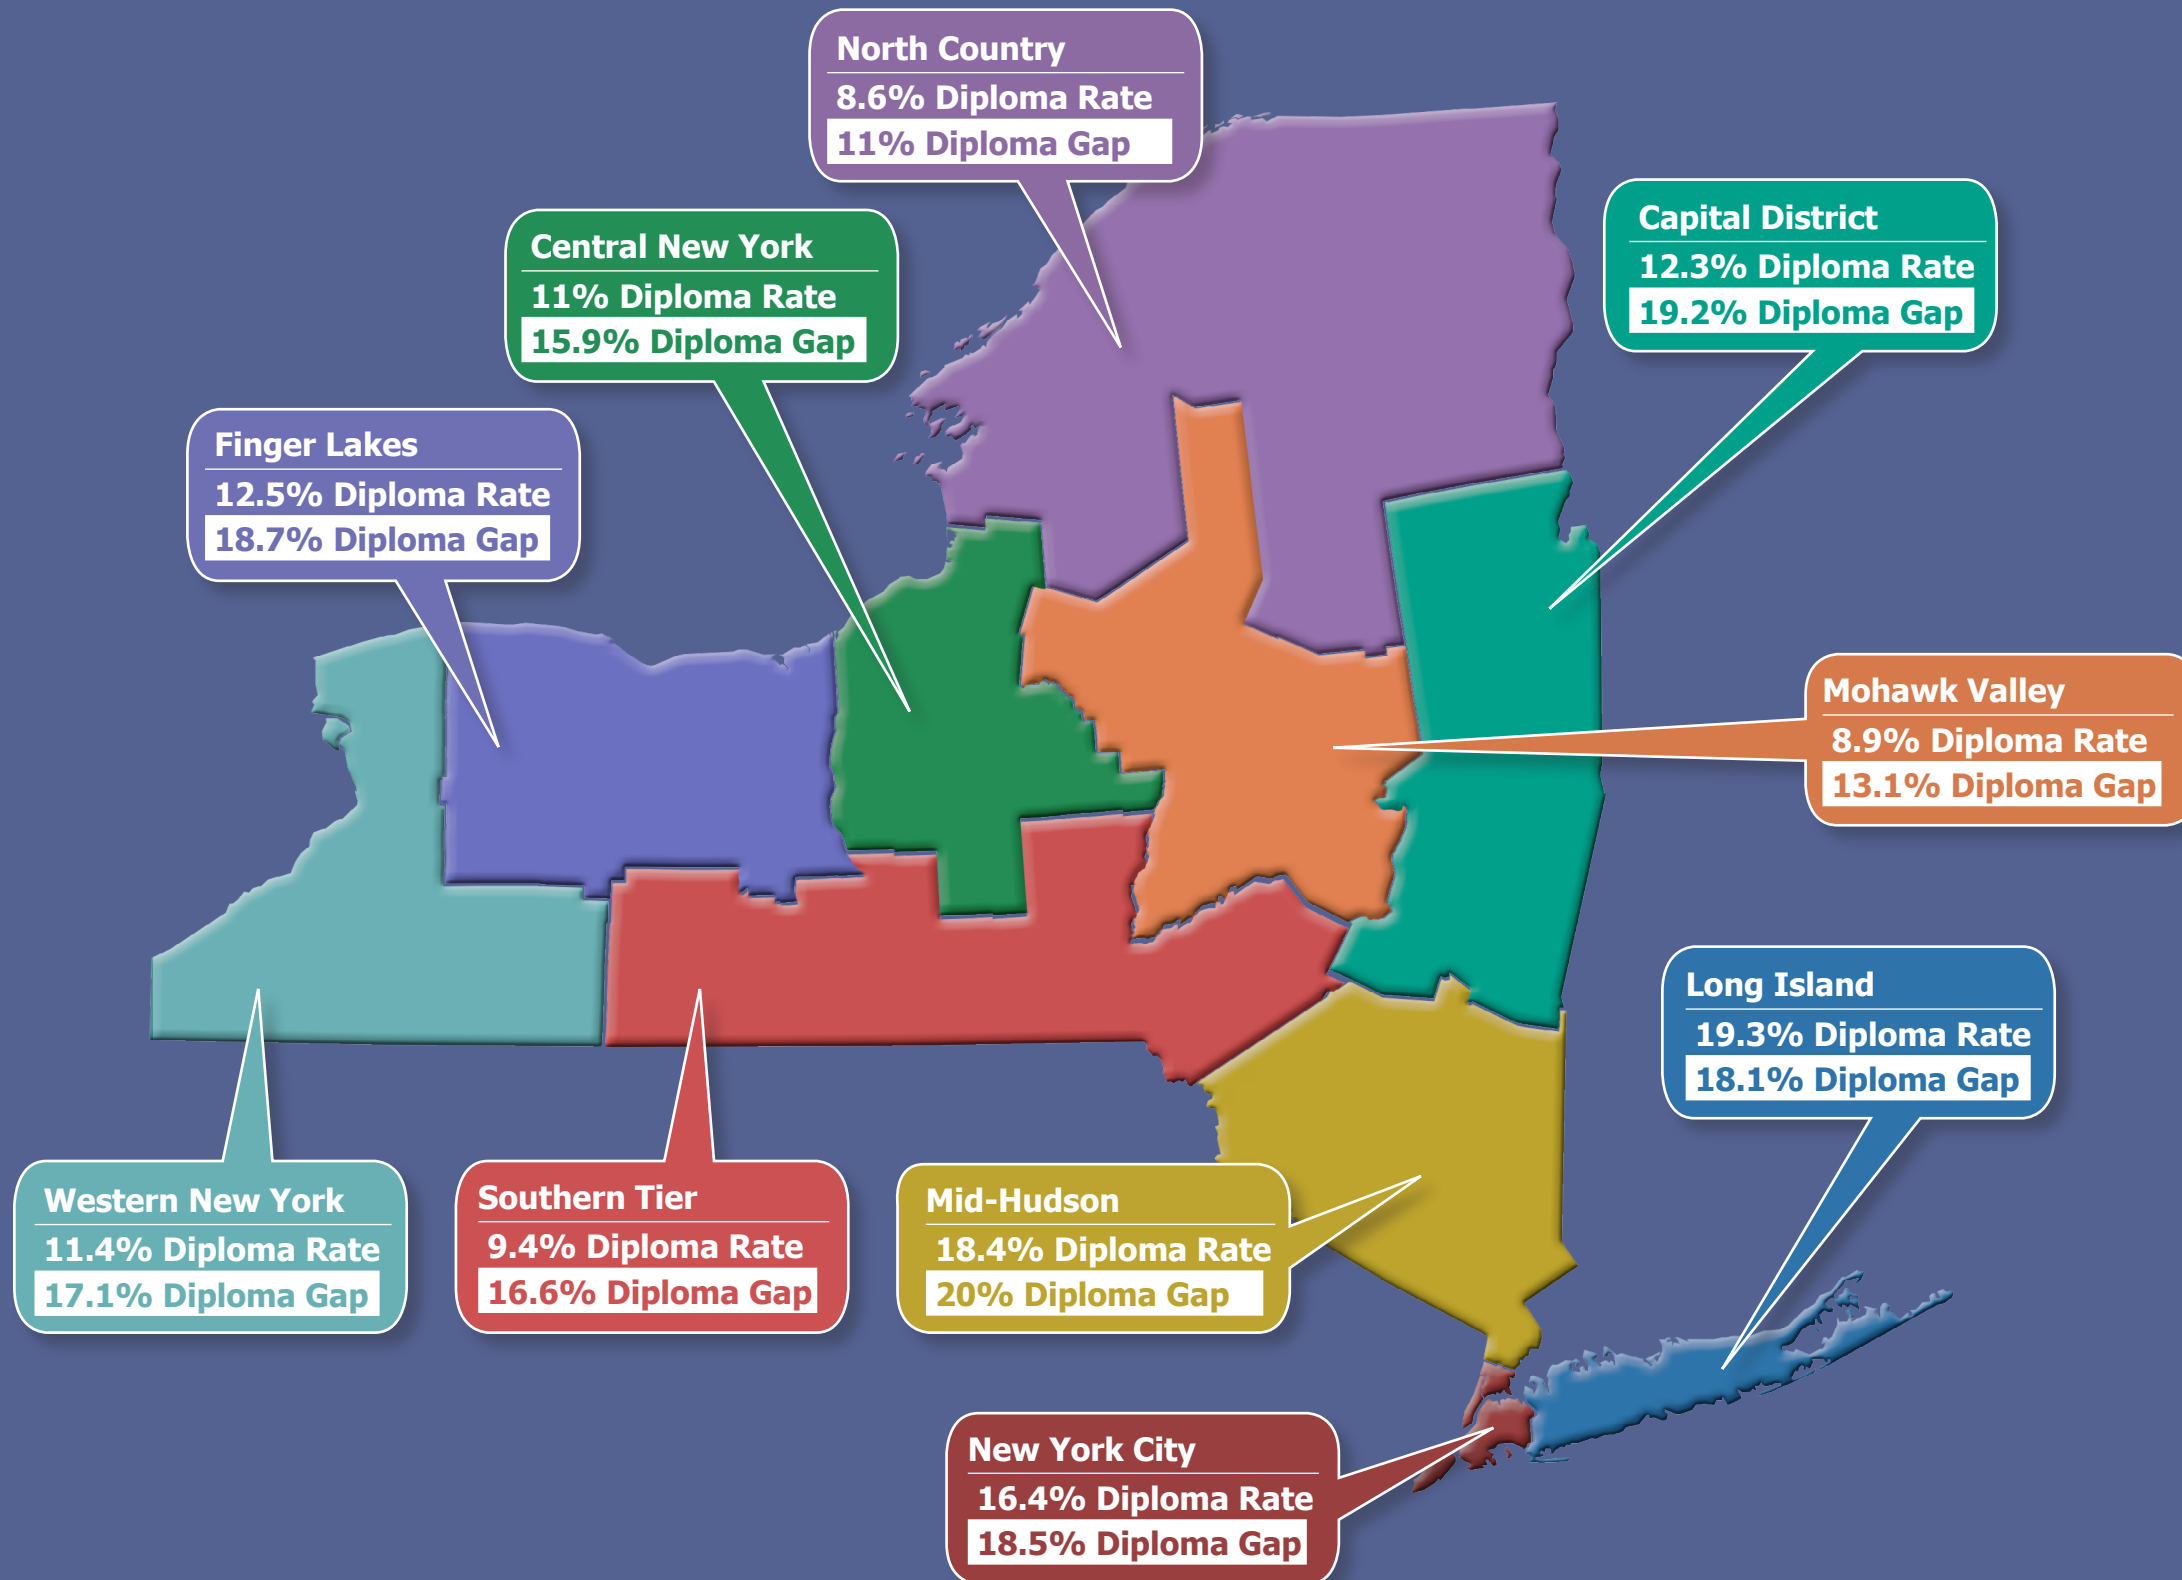 North Country
8.6% Diploma Rate
11% Diploma Gap
Capital District
12.3% Diploma Rate
19.2% Diploma Gap
Central New York
11% Diploma Rate
15.9% Diploma Gap
Finger Lakes
12.5% Diploma Rate
18.7% Diploma Gap
Mohawk Valley
8.9% Diploma Rate
13.1% Diploma Gap
Long Island
19.3% Diploma Rate
18.1% Diploma Gap
Western New York
11.4% Diploma Rate
17.1% Diploma Gap
Southern Tier
9.4% Diploma Rate
16.6% Diploma Gap
Mid-Hudson
18.4% Diploma Rate
20% Diploma Gap
New York City
16.4% Diploma Rate
18.5% Diploma Gap